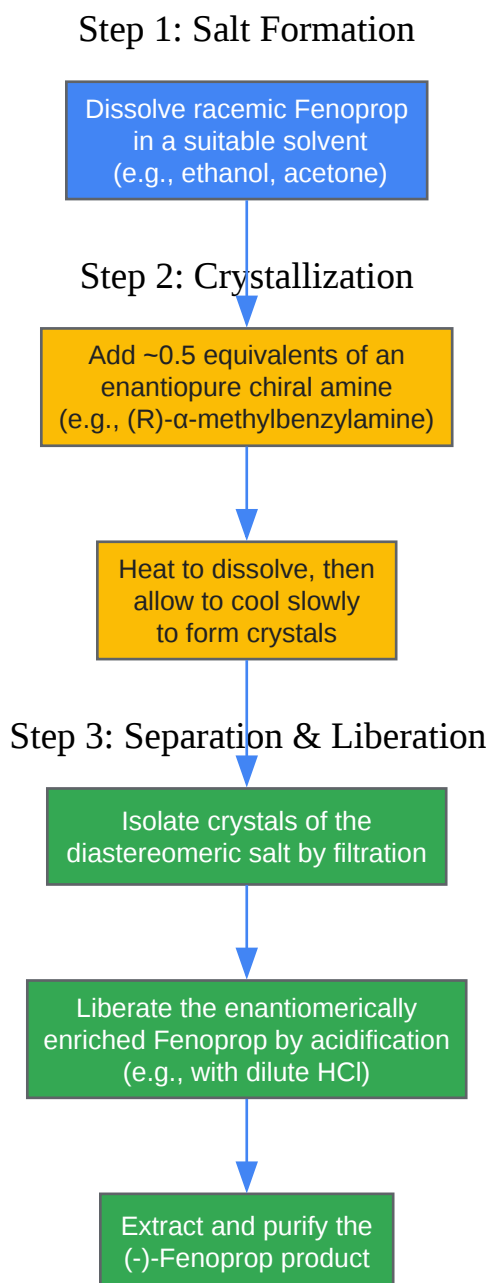 Step 1: Salt Formation
Dissolve racemic Fenoprop
in a suitable solvent
(e.g., ethanol, acetone)
Step 2: Crystallization
Add ~0.5 equivalents of an
enantiopure chiral amine
(e.g., (R)-α-methylbenzylamine)
Heat to dissolve, then
allow to cool slowly
to form crystals
Step 3: Separation & Liberation
Isolate crystals of the
diastereomeric salt by filtration
Liberate the enantiomerically
enriched Fenoprop by acidification
(e.g., with dilute HCl)
Extract and purify the
(-)-Fenoprop product